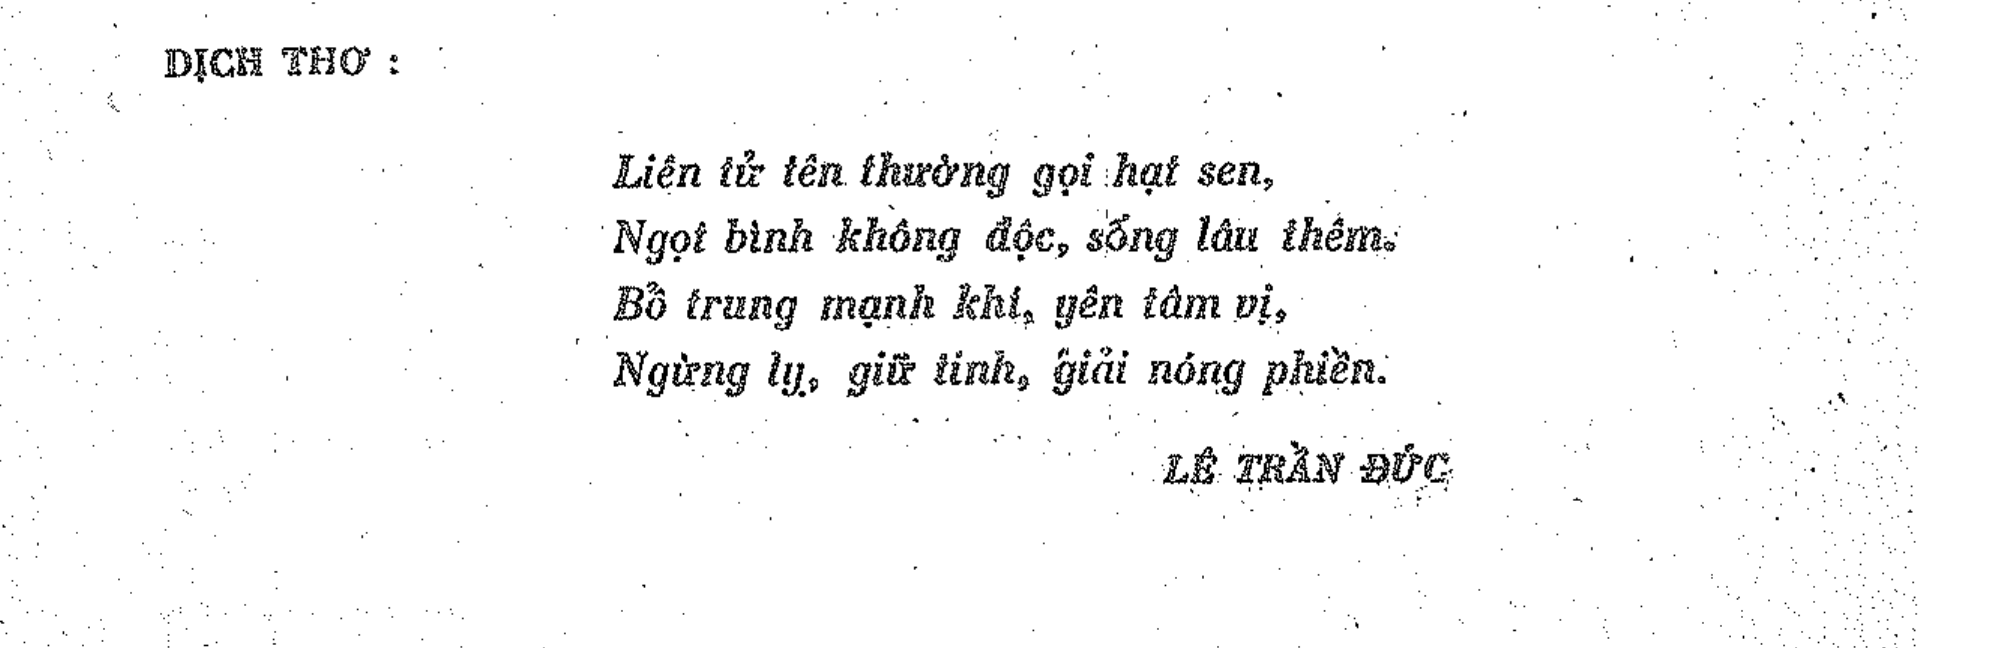 DỊCH THƠ :
Liên tử tên thường gọi hạt sen,
Ngọt bình không độc, sống lâu thêm.
Bổ trung mạnh khí, yên tâm vị,
Ngừng lỵ, giữ tinh, giải nóng phiền.
LÊ TRẦN ĐỨC